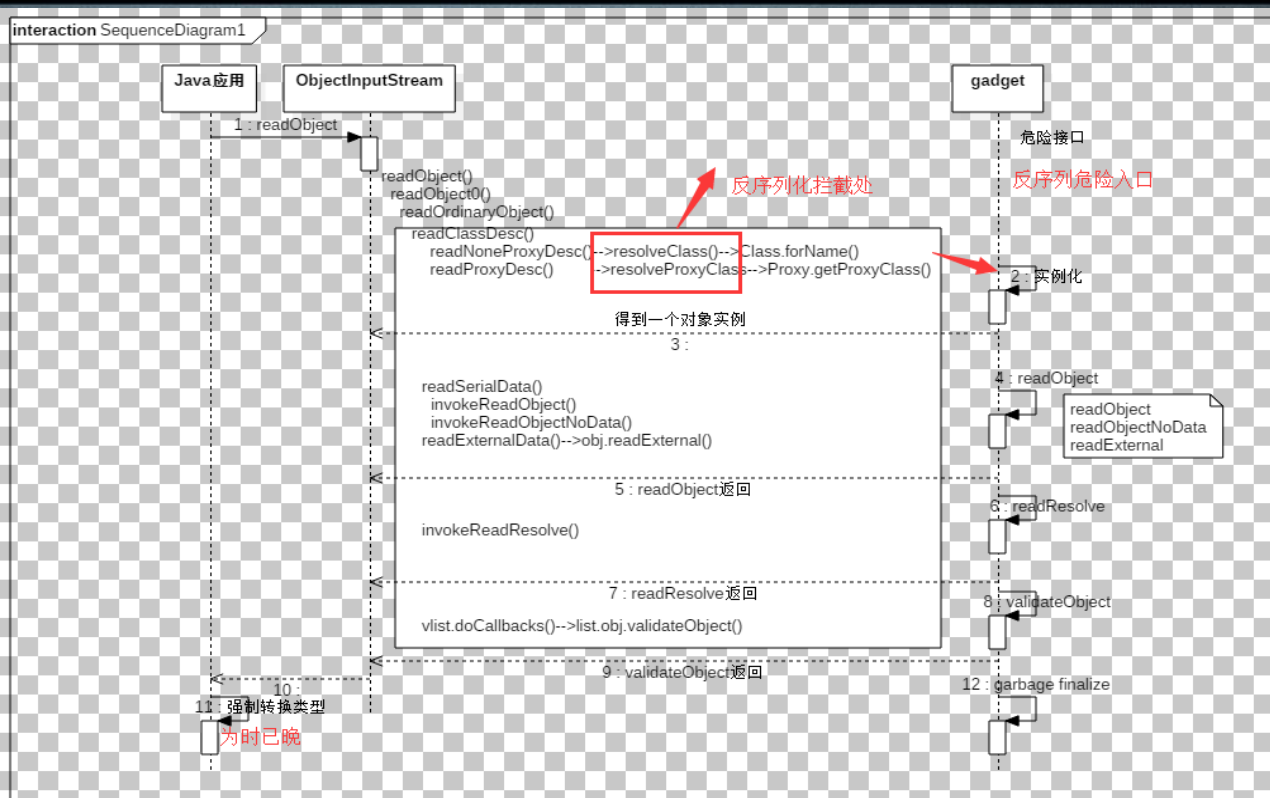 interaction SequenceDiagram1
Java应用
ObjectInputStream
gadget
1 : readObject
危险接口
反序列危险入口
反序列化拦截处
readObject()
readObject0()
readOrdinaryObject()
readClassDesc()
readNoneProxyDesc()-->resolveClass()-->Class.forName()
readProxyDesc() -->resolveProxyClass-->Proxy.getProxyClass()
2 : 实例化
得到一个对象实例
3 :
readSerialData()
invokeReadObject()
invokeReadObjectNoData()
readExternalData()-->obj.readExternal()
4 : readObject
readObject
readObjectNoData
readExternal
5 : readObject返回
6 : readResolve
invokeReadResolve()
7 : readResolve返回
8 : validateObject
vlist.doCallbacks()-->list.obj.validateObject()
9 : validateObject返回
10 :
12 : garbage finalize
11 : 强制转换类型
为时已晚